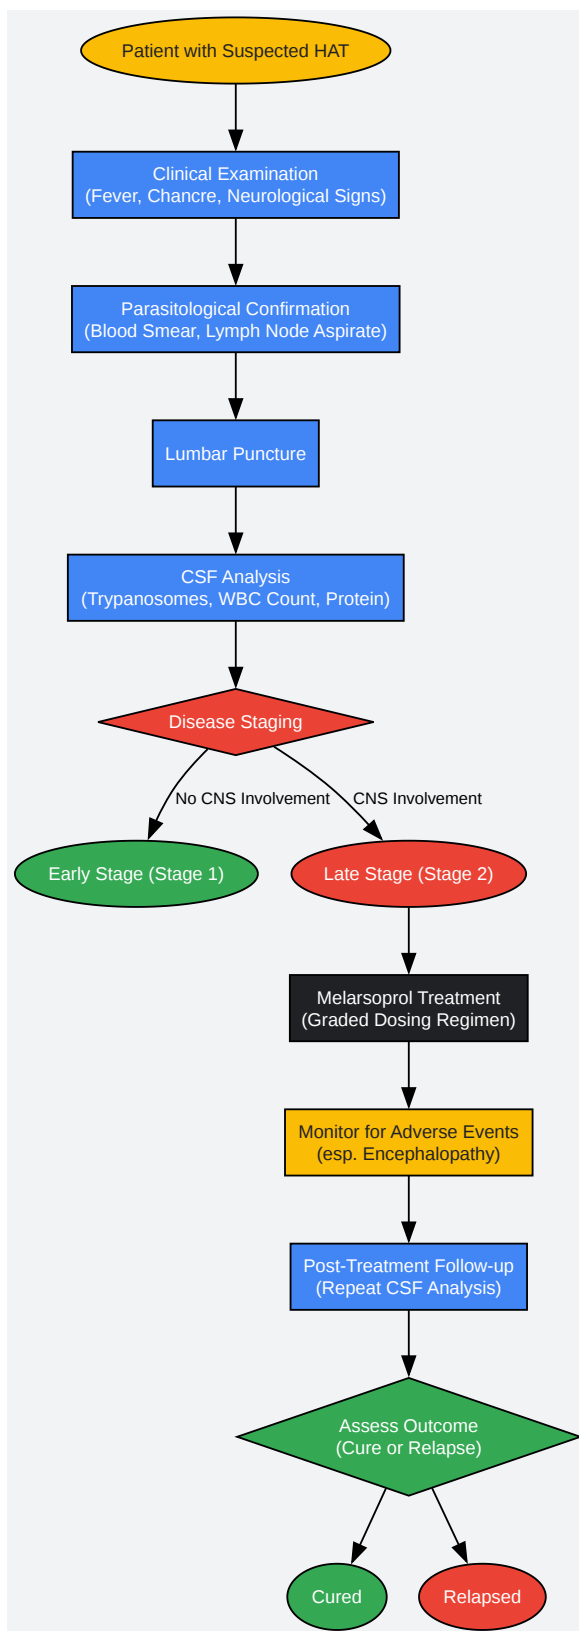 Patient with Suspected HAT
Clinical Examination
(Fever, Chancre, Neurological Signs)
Parasitological Confirmation
(Blood Smear, Lymph Node Aspirate)
Lumbar Puncture
CSF Analysis
(Trypanosomes, WBC Count, Protein)
Disease Staging
No CNS Involvement
CNS Involvement
Early Stage (Stage 1)
Late Stage (Stage 2)
Melarsoprol Treatment
(Graded Dosing Regimen)
Monitor for Adverse Events
(esp. Encephalopathy)
Post-Treatment Follow-up
(Repeat CSF Analysis)
Assess Outcome
(Cure or Relapse)
Cured
Relapsed